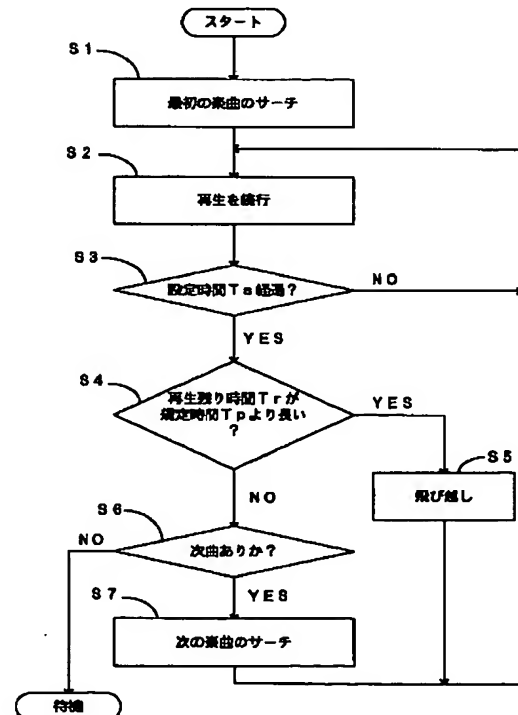 スタート
S1
最初の楽曲のサーチ
S2
再生を続行
S3
設定時間Ts経過?
NO
YES
S4
再生残り時間Trが
規定時間Tpより長い
?
YES
S5
飛び越し
NO
S6
次曲ありか?
NO
YES
S7
次の楽曲のサーチ
待機